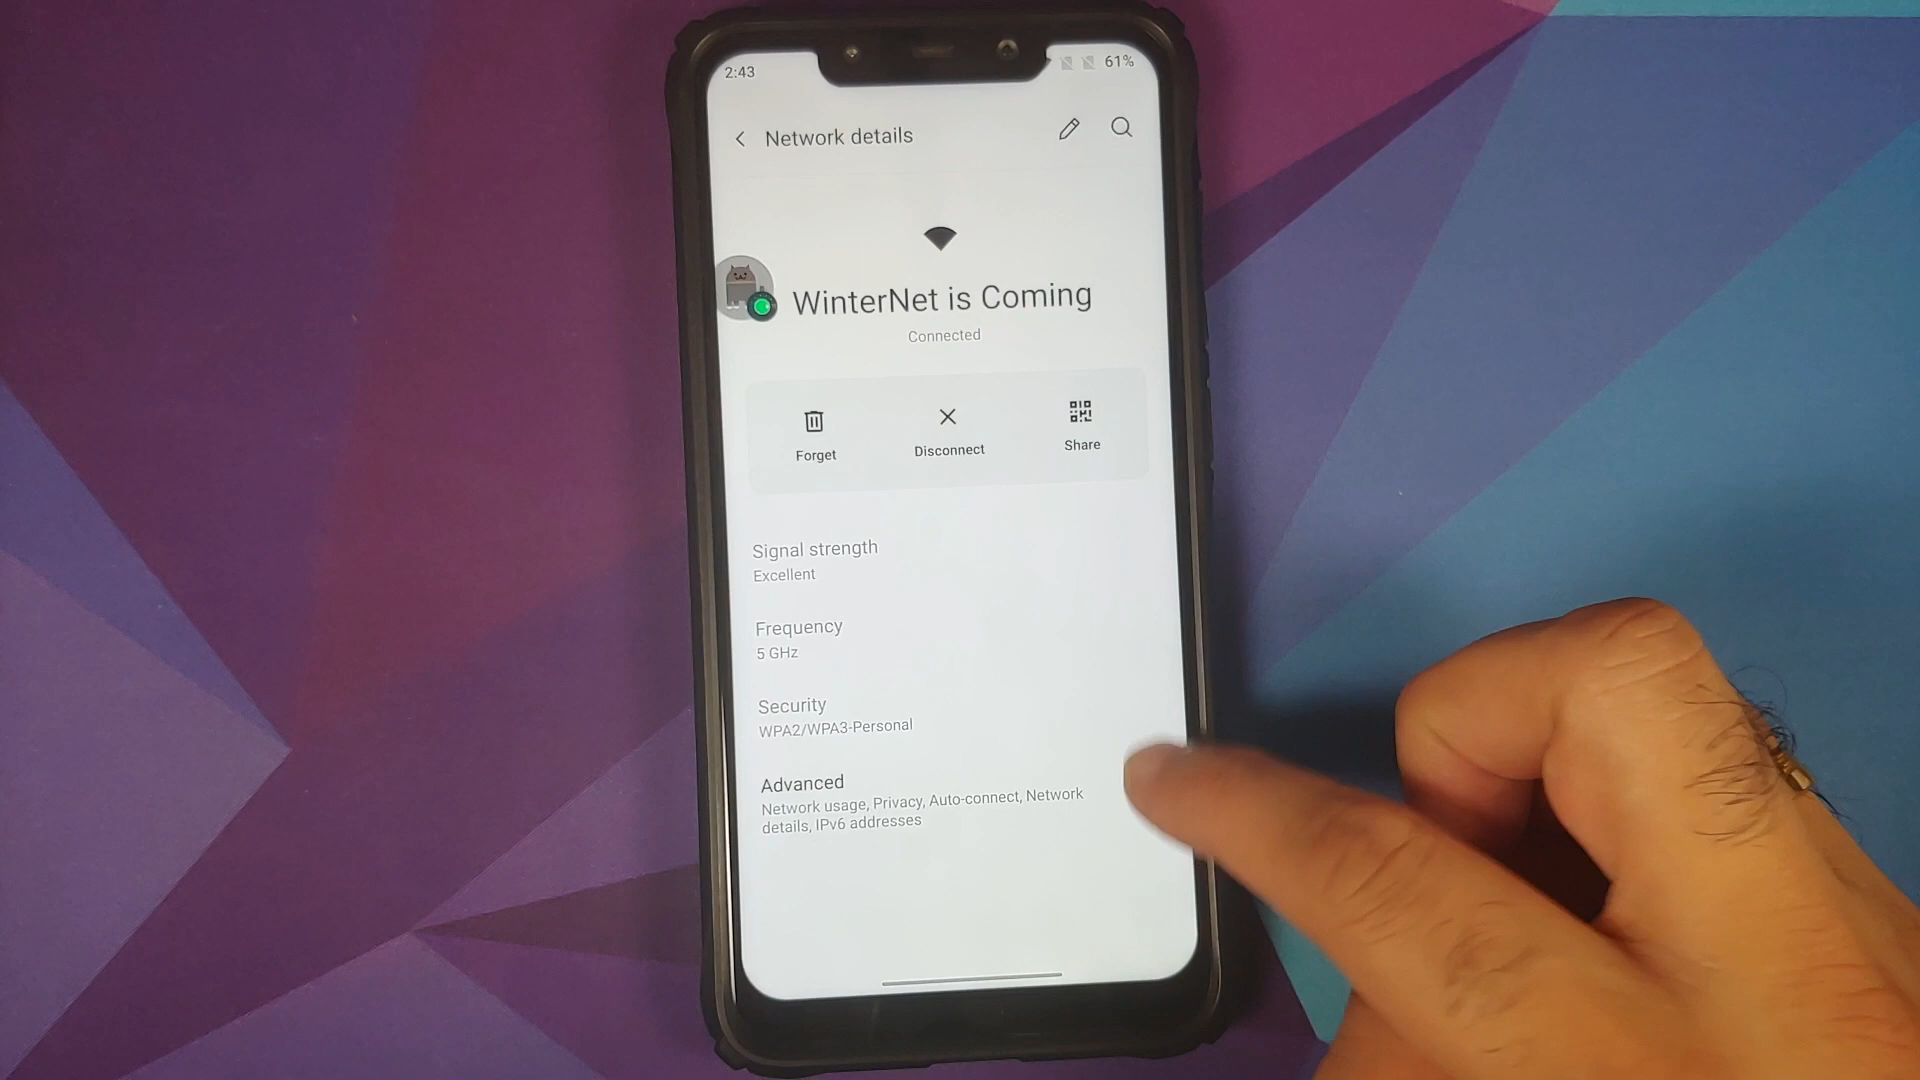 2:43
61%
Network details
WinterNet is Coming
Connected
Forget
Disconnect
Share
Signal strength
Excellent
Frequency
5 GHz
Security
WPA2/WPA3-Personal
Advanced
Network usage, Privacy, Auto-connect, Network
details, IPv6 addresses